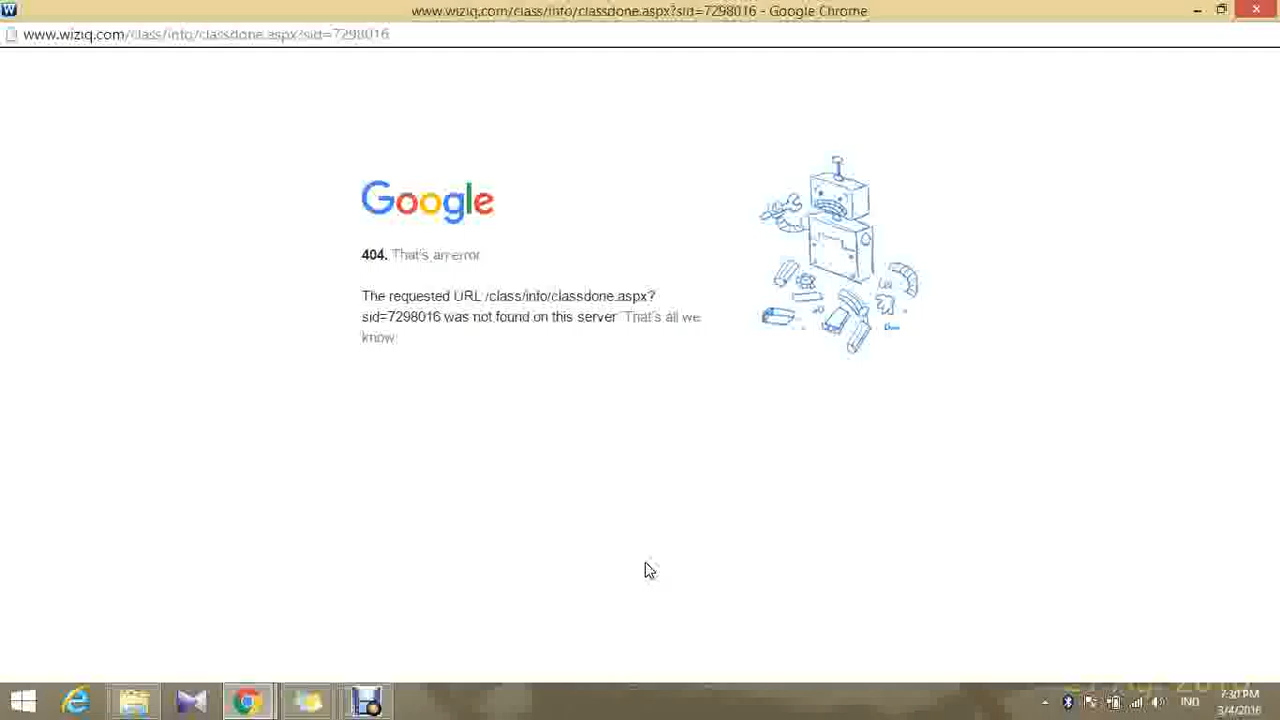 www.wiziq.com/class/info/classdone.aspx?sid=7298016 - Google Chrome
www.wiziq.com/class/info/classdone.aspx?sid=7298016
Google
404. That's an error
The requested URL /class/info/classdone.aspx?
sid=7298016 was not found on this server That's all we
know.
IND
7:30 PM
3/4/2016